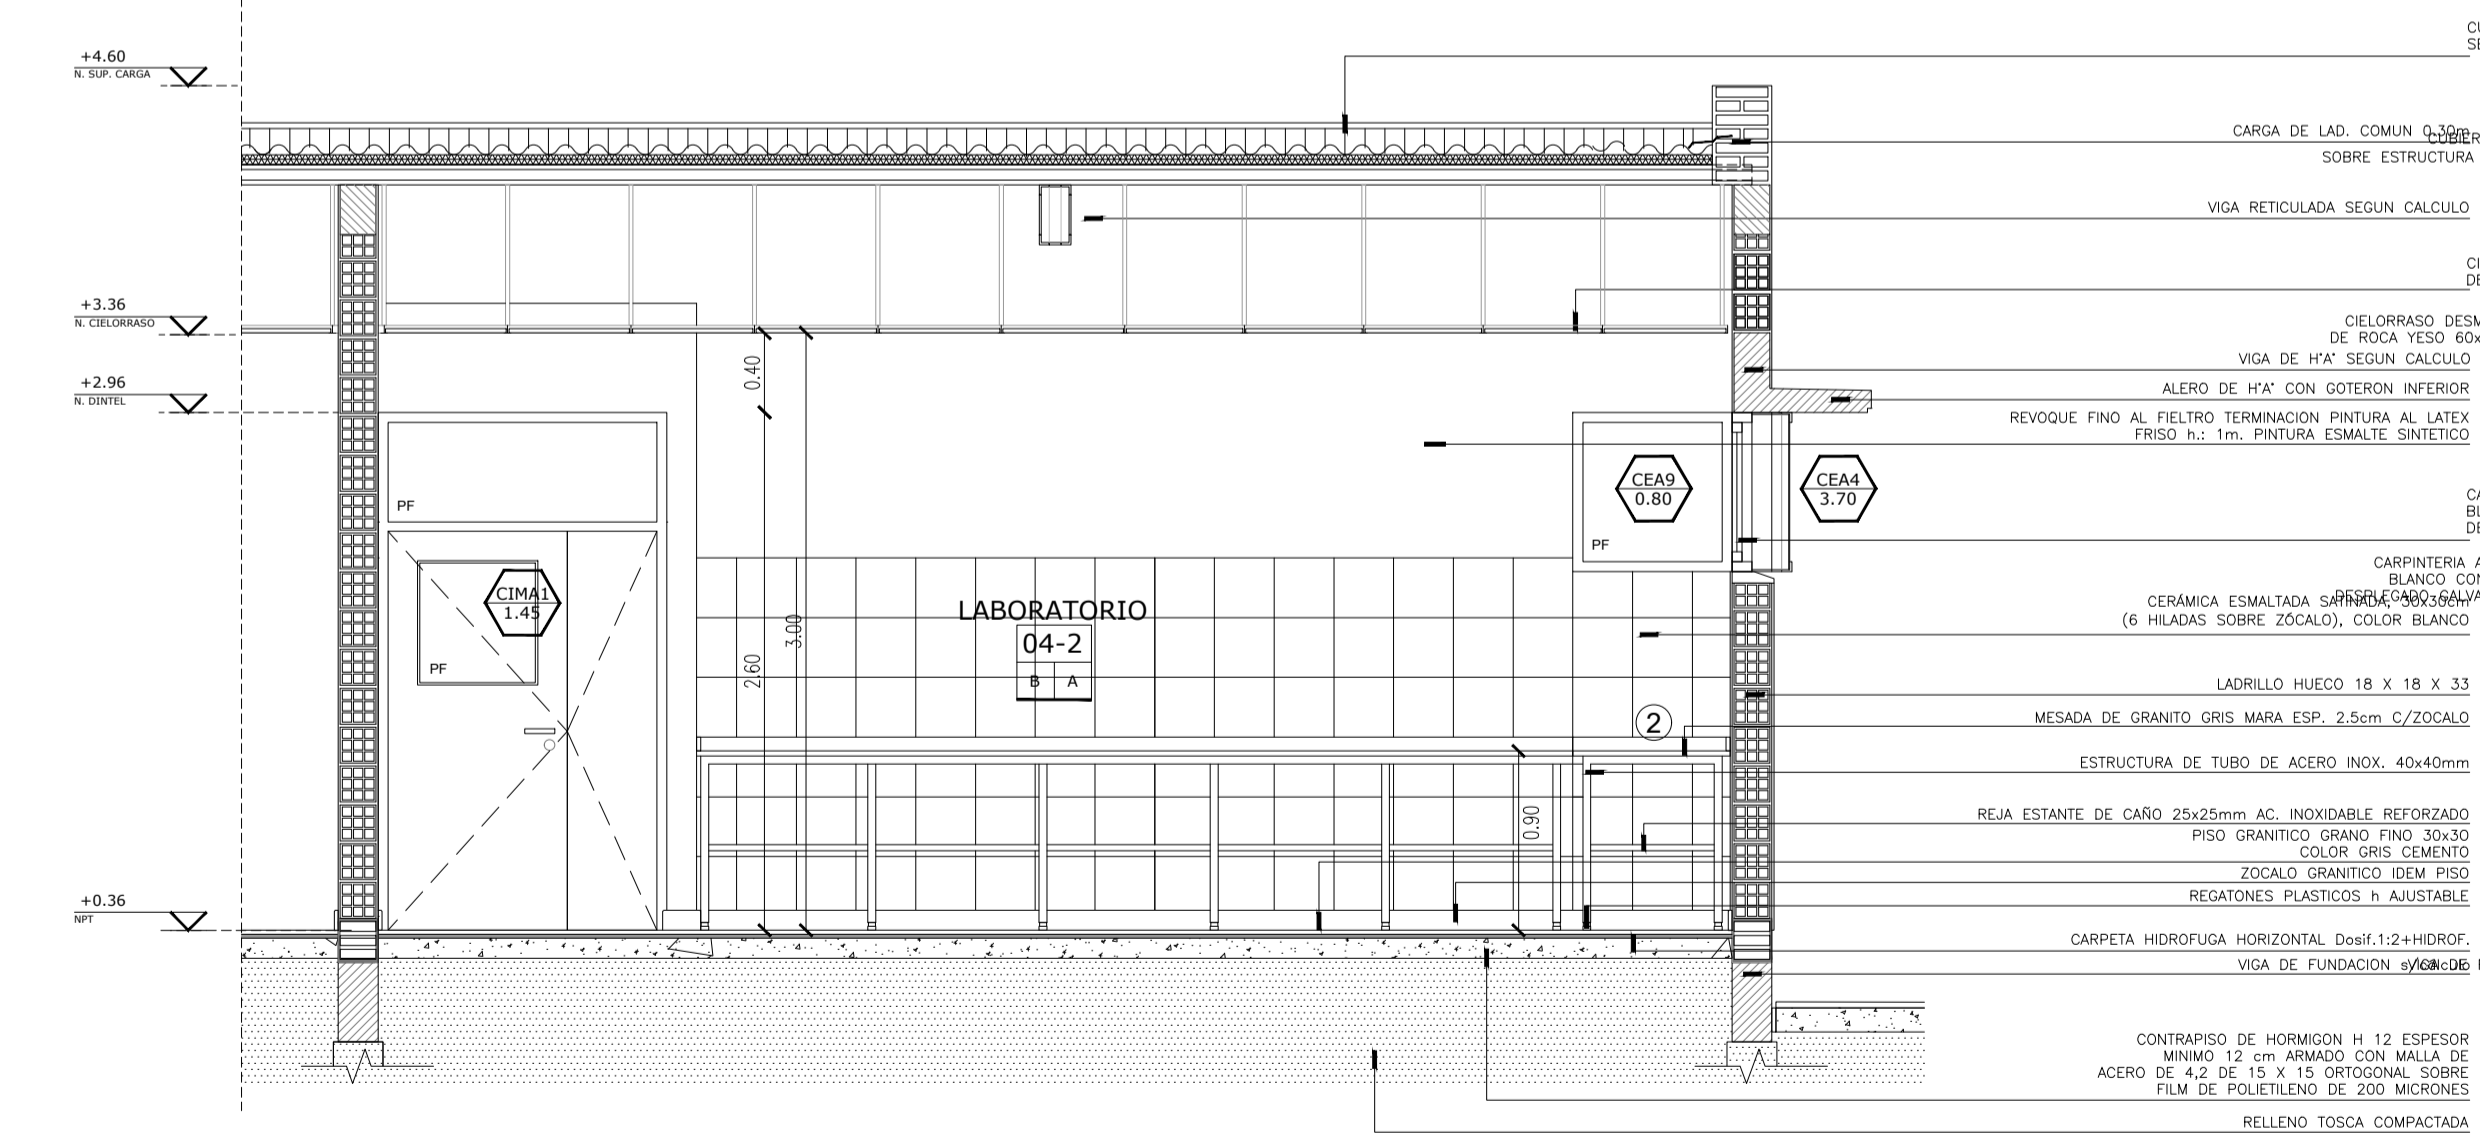 +4.60
N. SUP. CARGA
+3.36
N. CIELORRASO
+2.96
N. DINTEL
+0.36
NPT
PF
CIMA1
1.45
PF
0.40
2.60
3.00
LABORATORIO
04-2
B A
0.90
2
CEA9
0.80
PF
CEA4
3.70
CARGA DE LAD. COMUN 0.30m
SOBRE ESTRUCTURA
VIGA RETICULADA SEGUN CALCULO
CIELORRASO DESM
DE ROCA YESO 60x
VIGA DE H°A° SEGUN CALCULO
ALERO DE H°A° CON GOTERON INFERIOR
REVOQUE FINO AL FIELTRO TERMINACION PINTURA AL LATEX
FRISO h.: 1m. PINTURA ESMALTE SINTETICO
CARPINTERIA A
BLANCO CON
CERÁMICA ESMALTADA SATINADA, 30x30cm
(6 HILADAS SOBRE ZÓCALO), COLOR BLANCO
LADRILLO HUECO 18 X 18 X 33
MESADA DE GRANITO GRIS MARA ESP. 2.5cm C/ZOCALO
ESTRUCTURA DE TUBO DE ACERO INOX. 40x40mm
REJA ESTANTE DE CAÑO 25x25mm AC. INOXIDABLE REFORZADO
PISO GRANITICO GRANO FINO 30x30
COLOR GRIS CEMENTO
ZOCALO GRANITICO IDEM PISO
REGATONES PLASTICOS h AJUSTABLE
CARPETA HIDROFUGA HORIZONTAL Dosif.1:2+HIDROF.
VIGA DE FUNDACION
CONTRAPISO DE HORMIGON H 12 ESPESOR
MINIMO 12 cm ARMADO CON MALLA DE
ACERO DE 4,2 DE 15 X 15 ORTOGONAL SOBRE
FILM DE POLIETILENO DE 200 MICRONES
RELLENO TOSCA COMPACTADA